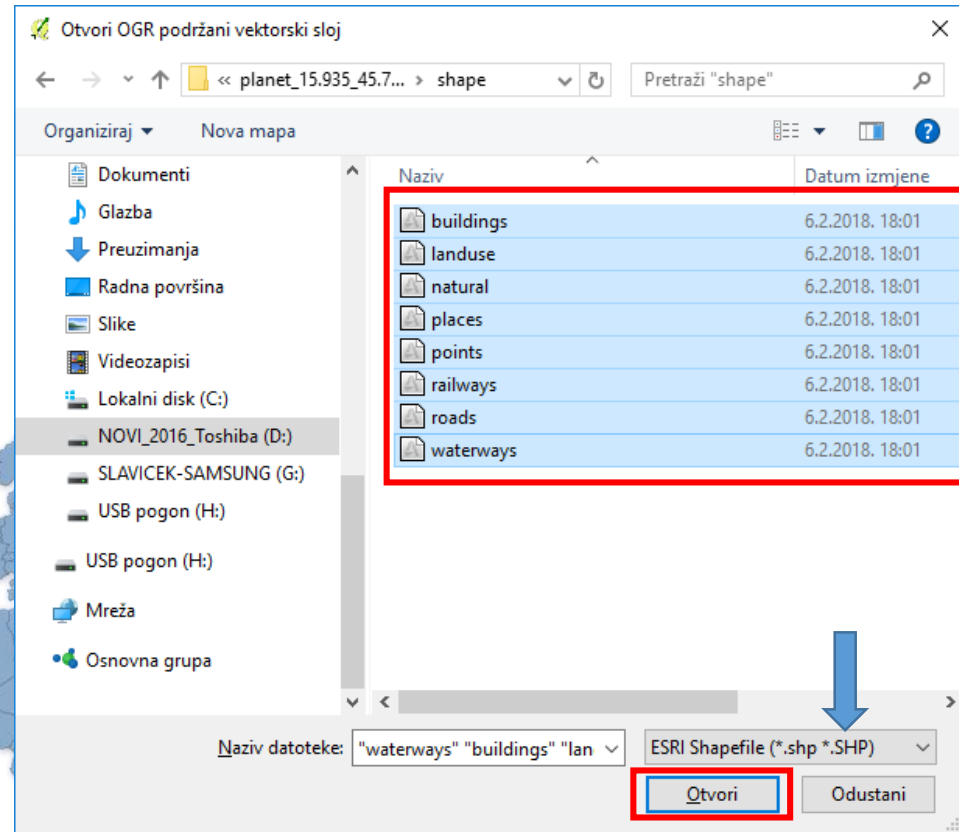 Otvori OGR podržani vektorski sloj
« planet_15.935_45.7... › shape
Pretraži "shape"
Organiziraj
Nova mapa
Dokumenti
Glazba
Preuzimanja
Radna površina
Slike
Videozapisi
Lokalni disk (C:)
NOVI_2016_Toshiba (D:)
SLAVICEK-SAMSUNG (G:)
USB pogon (H:)
USB pogon (H:)
Mreža
Osnovna grupa
Naziv Datum izmjene
buildings 6.2.2018. 18:01
landuse 6.2.2018. 18:01
natural 6.2.2018. 18:01
places 6.2.2018. 18:01
points 6.2.2018. 18:01
railways 6.2.2018. 18:01
roads 6.2.2018. 18:01
waterways 6.2.2018. 18:01
Naziv datoteke: "waterways" "buildings" "lan
ESRI Shapefile (*.shp *.SHP)
Otvori
Odustani